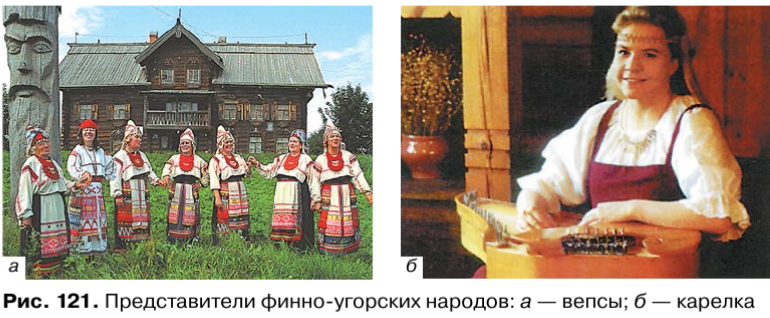 а
б
Рис. 121. Представители финно-угорских народов: а — вепсы; б — карелка